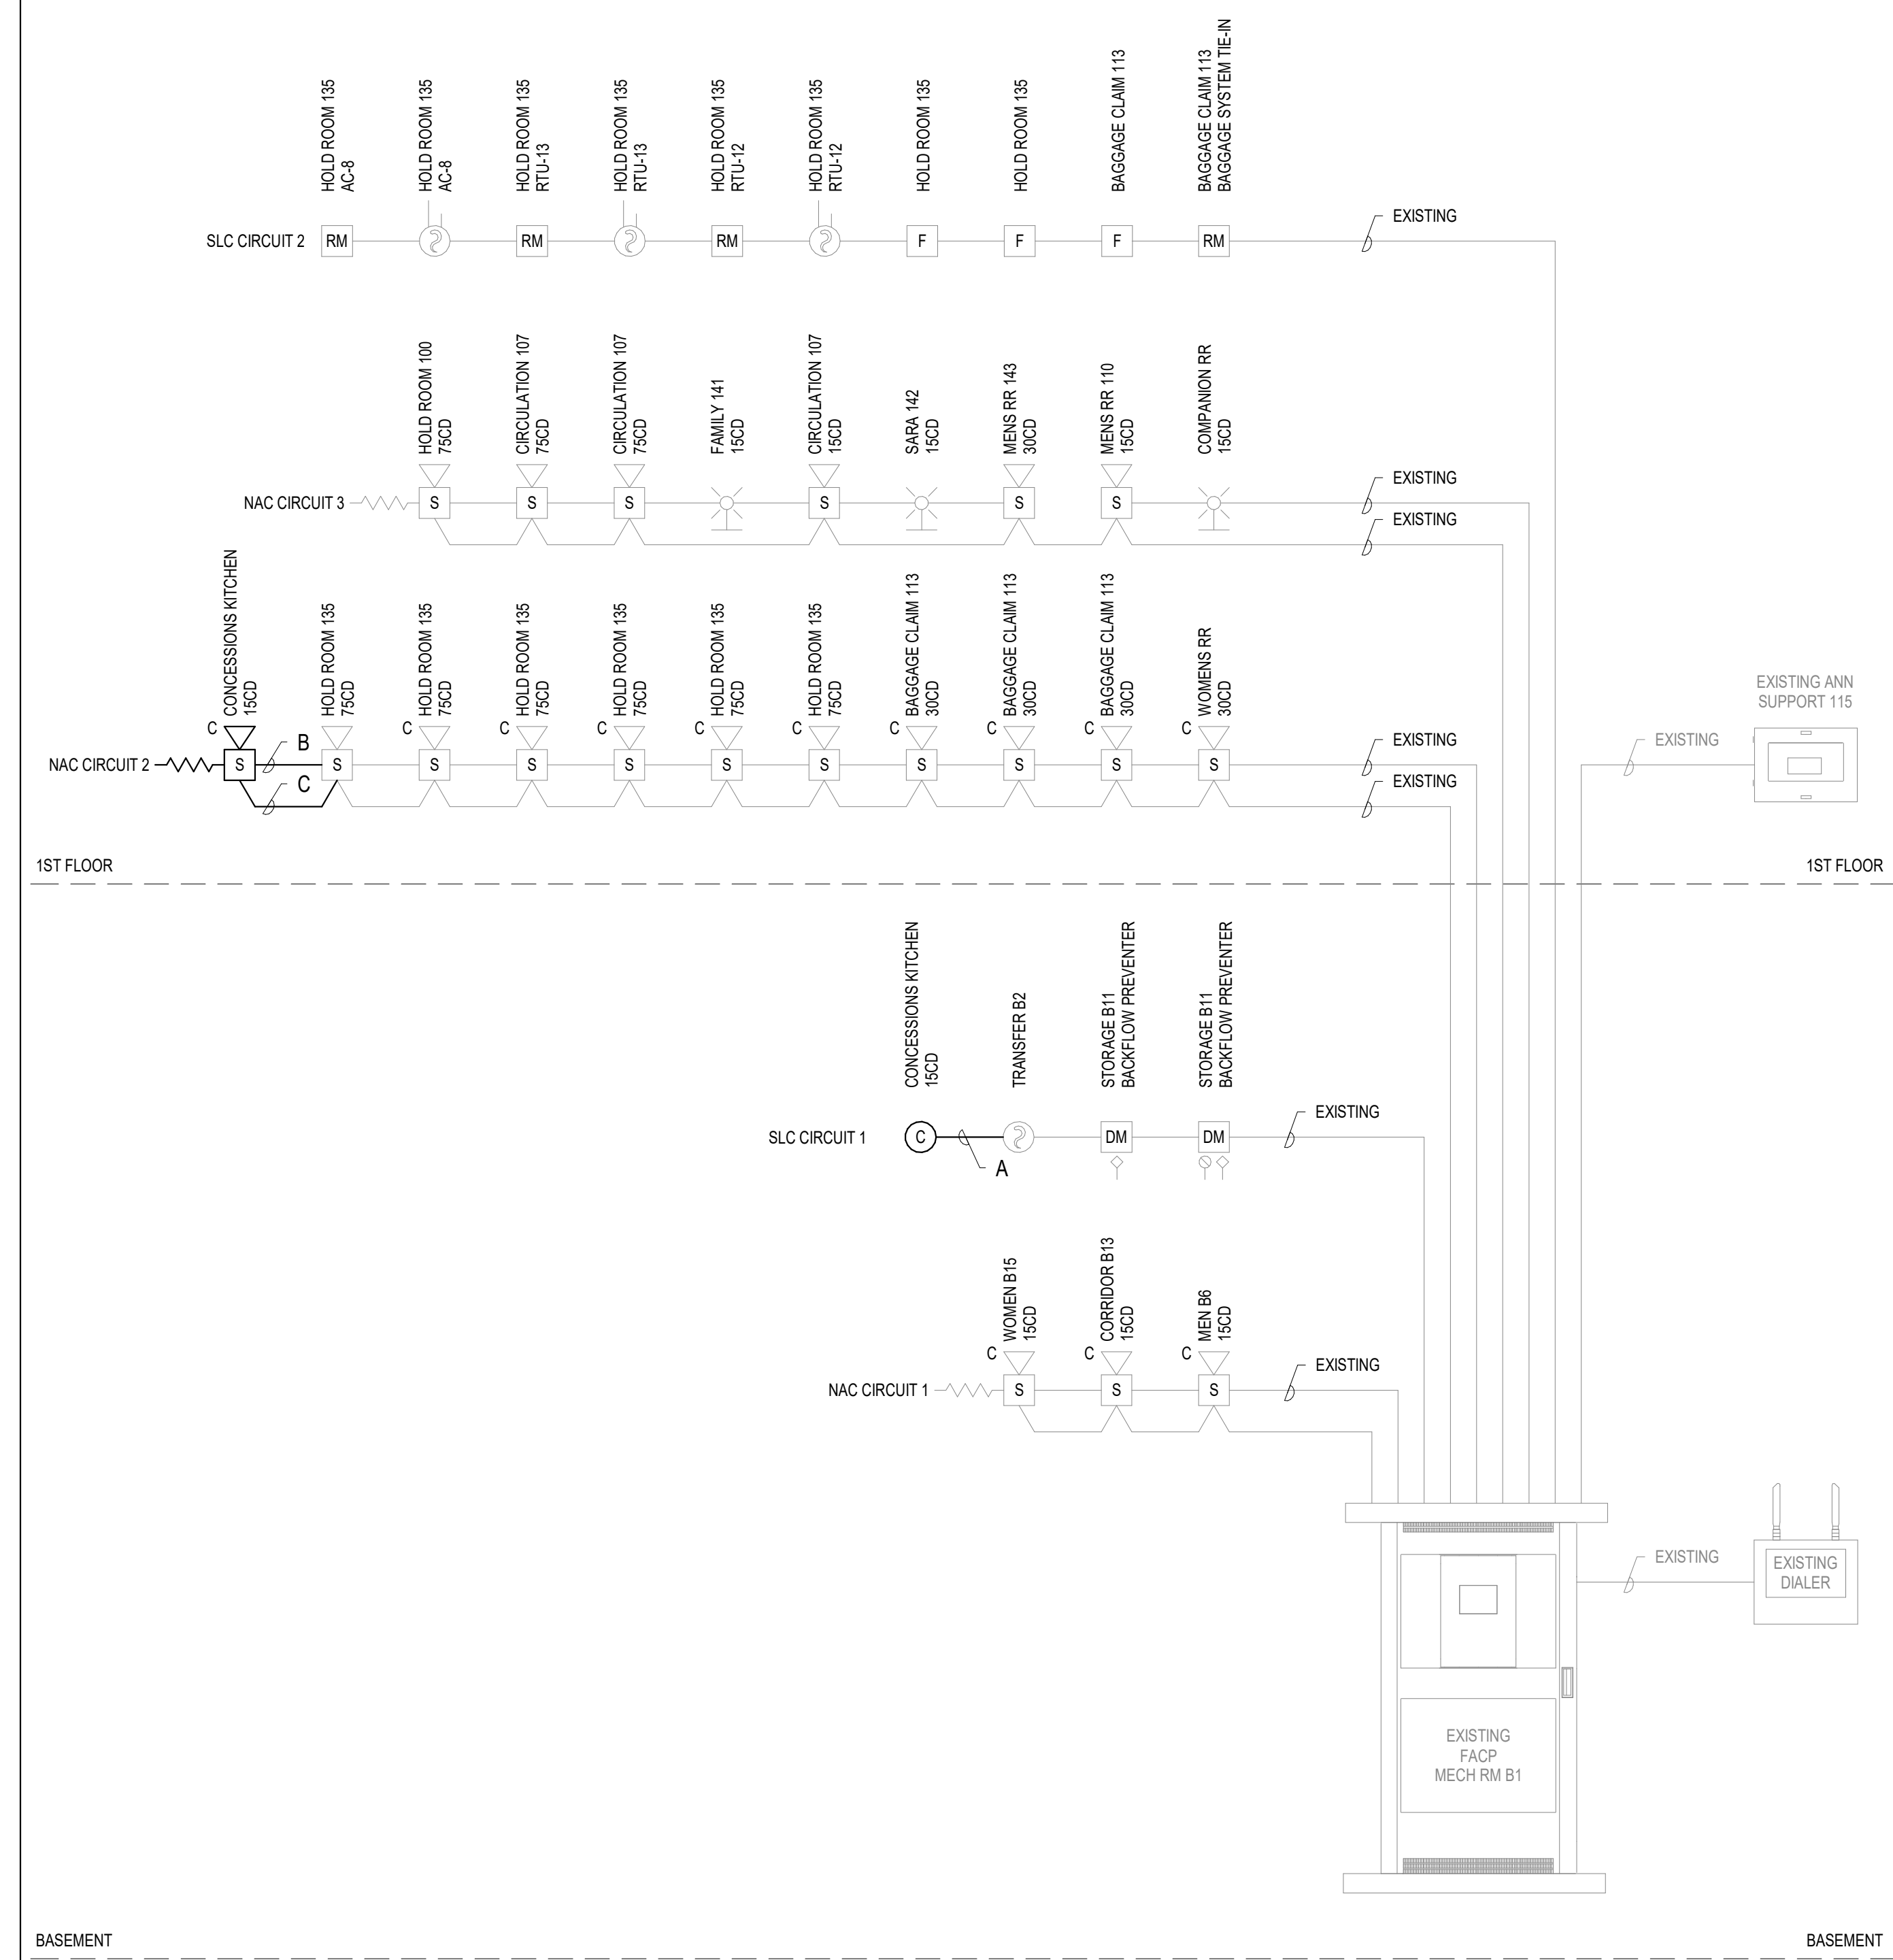 HOLD ROOM 135
AC-8
HOLD ROOM 135
AC-8
HOLD ROOM 135
RTU-13
HOLD ROOM 135
RTU-13
HOLD ROOM 135
RTU-12
HOLD ROOM 135
RTU-12
HOLD ROOM 135
HOLD ROOM 135
BAGGAGE CLAIM 113
BAGGAGE CLAIM 113
BAGGAGE SYSTEM TIE-IN
EXISTING
SLC CIRCUIT 2
RM
RM
RM
F
F
F
RM
HOLD ROOM 100
75CD
CIRCULATION 107
75CD
CIRCULATION 107
75CD
FAMILY 141
15CD
CIRCULATION 107
15CD
SARA 142
15CD
MENS RR 143
30CD
MENS RR 110
15CD
COMPANION RR
15CD
EXISTING
NAC CIRCUIT 3
S
S
S
S
S
S
EXISTING
CONCESSIONS KITCHEN
15CD
HOLD ROOM 135
75CD
HOLD ROOM 135
75CD
HOLD ROOM 135
75CD
HOLD ROOM 135
75CD
HOLD ROOM 135
75CD
HOLD ROOM 135
75CD
BAGGAGE CLAIM 113
30CD
BAGGAGE CLAIM 113
30CD
BAGGAGE CLAIM 113
30CD
WOMENS RR
30CD
EXISTING ANN
SUPPORT 115
C
C
C
C
C
C
C
C
C
C
B
EXISTING
EXISTING
NAC CIRCUIT 2
S
S
S
S
S
S
S
S
S
S
S
C
EXISTING
1ST FLOOR
1ST FLOOR
CONCESSIONS KITCHEN
15CD
TRANSFER B2
STORAGE B11
BACKFLOW PREVENTER
STORAGE B11
BACKFLOW PREVENTER
EXISTING
SLC CIRCUIT 1
C
DM
DM
A
WOMEN B15
15CD
CORRIDOR B13
15CD
MEN B6
15CD
C
C
C
EXISTING
NAC CIRCUIT 1
S
S
S
EXISTING
EXISTING
DIALER
EXISTING
FACP
MECH RM B1
BASEMENT
BASEMENT